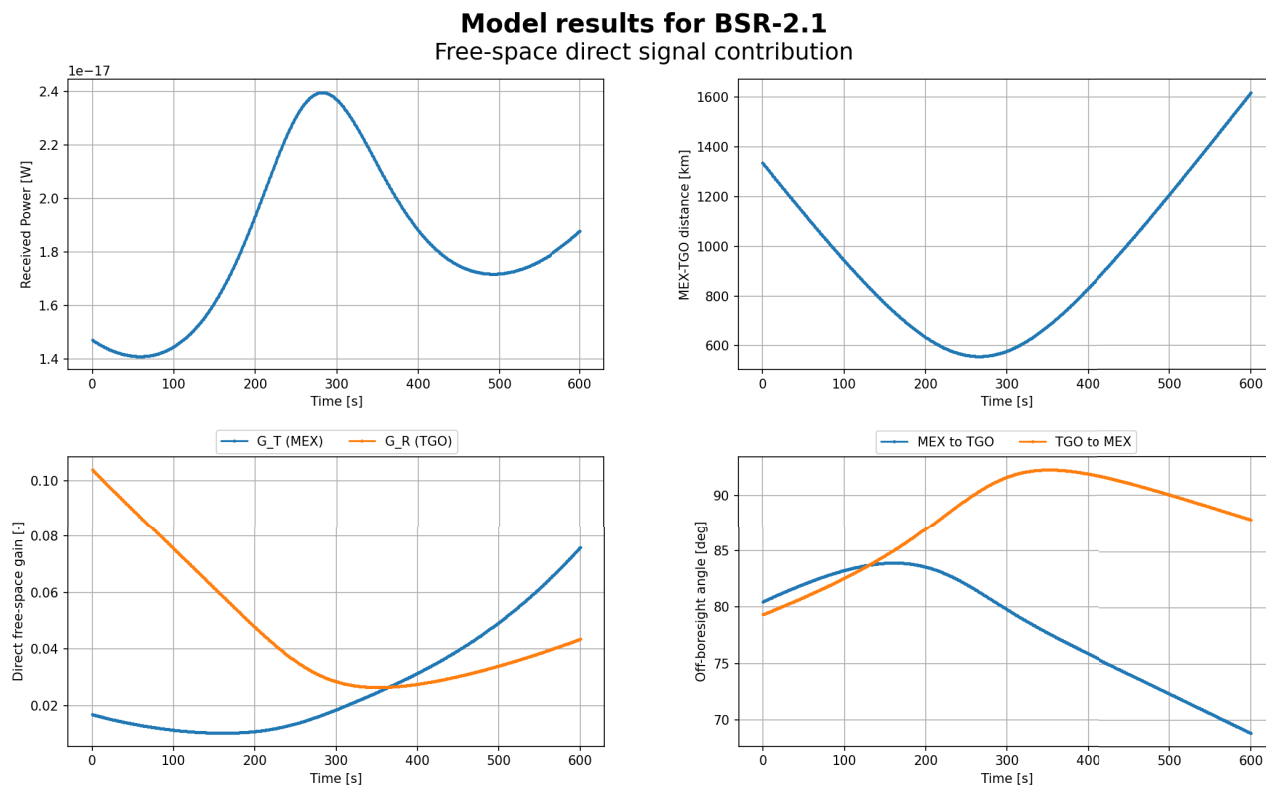 Model results for BSR-2.1
Free-space direct signal contribution
1e−17
Received Power [W]
2.4
2.2
2.0
1.8
1.6
1.4
0 100 200 300 400 500 600
Time [s]
MEX-TGO distance [km]
1600
1400
1200
1000
800
600
0 100 200 300 400 500 600
Time [s]
G_T (MEX) G_R (TGO)
Direct free-space gain [-]
0.10
0.08
0.06
0.04
0.02
0 100 200 300 400 500 600
Time [s]
MEX to TGO TGO to MEX
Off-boresight angle [deg]
90
85
80
75
70
0 100 200 300 400 500 600
Time [s]